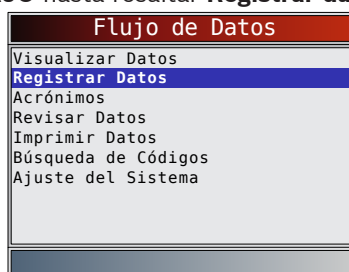 hasta resaltar Registrar
Flujo de Datos
Visualizar Datos
Registrar Datos
Acrónimos
Revisar Datos
Imprimir Datos
Búsqueda de Códigos
Ajuste del Sistema